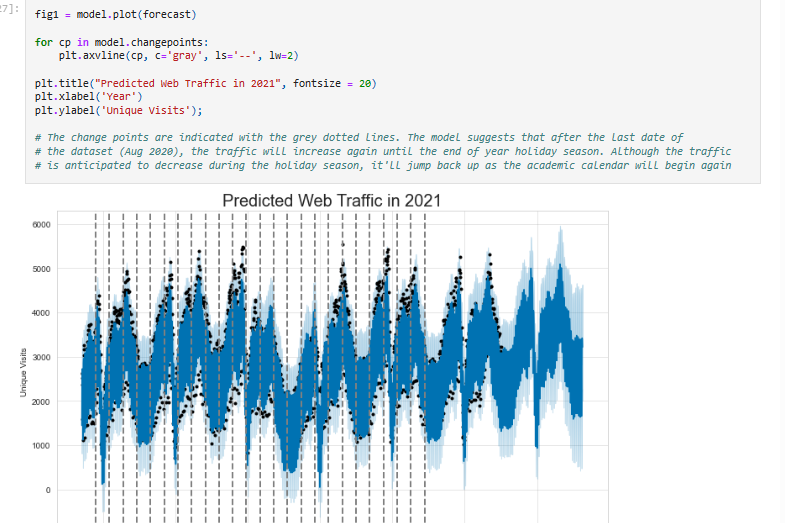 27]:
fig1 = model.plot(forecast)
for cp in model.changepoints:
plt.axvline(cp, c='gray', ls='--', lw=2)
plt.title("Predicted Web Traffic in 2021", fontsize = 20)
plt.xlabel('Year')
plt.ylabel('Unique Visits');
# The change points are indicated with the grey dotted lines. The model suggests that after the last date of
# the dataset (Aug 2020), the traffic will increase again until the end of year holiday season. Although the traffic
# is anticipated to decrease during the holiday season, it'll jump back up as the academic calendar will begin again
Predicted Web Traffic in 2021
6000
5000
4000
3000
2000
1000
0
Unique Visits